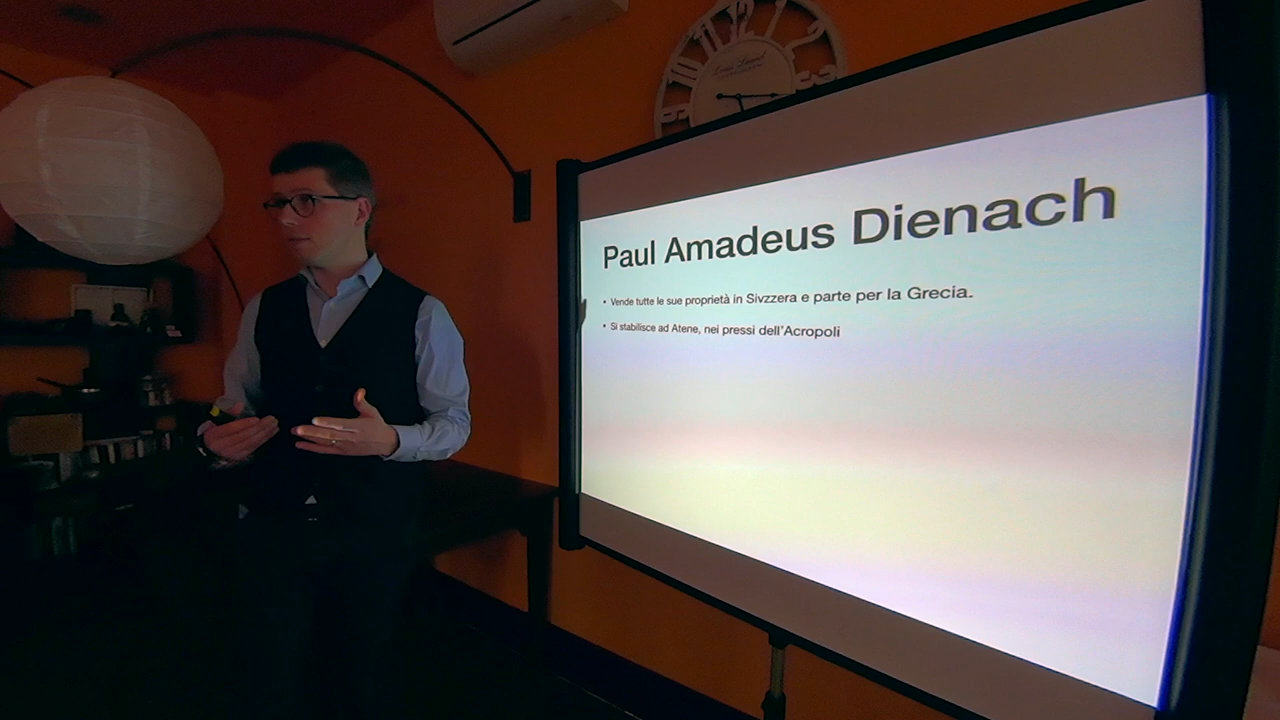 Paul Amadeus Dienach
• Vende tutte le sue proprietà in Sivzzera e parte per la Grecia.
• Si stabilisce ad Atene, nei pressi dell'Acropoli